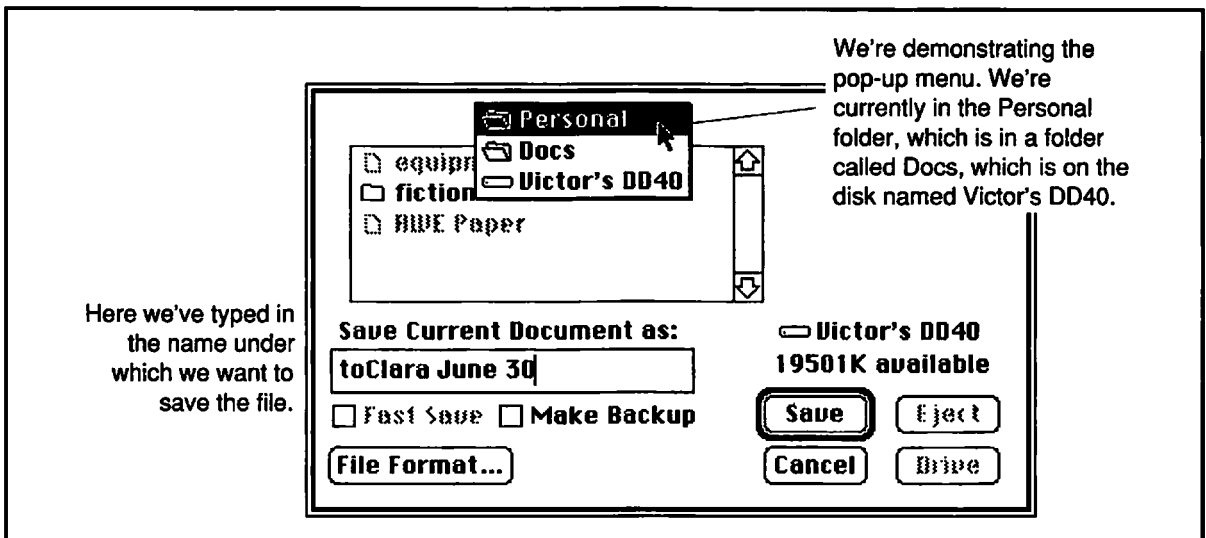 We're demonstrating the
pop-up menu. We're
currently in the Personal
folder, which is in a folder
called Docs, which is on the
disk named Victor's DD40.
Personal
Docs
Victor's DD40
fiction
AWE Paper
Here we've typed in
the name under
which we want to
save the file.
Save Current Document as:
toClara June 30
Fast Save Make Backup
File Format...
Victor's DD40
19501K available
Save Eject
Cancel Drive